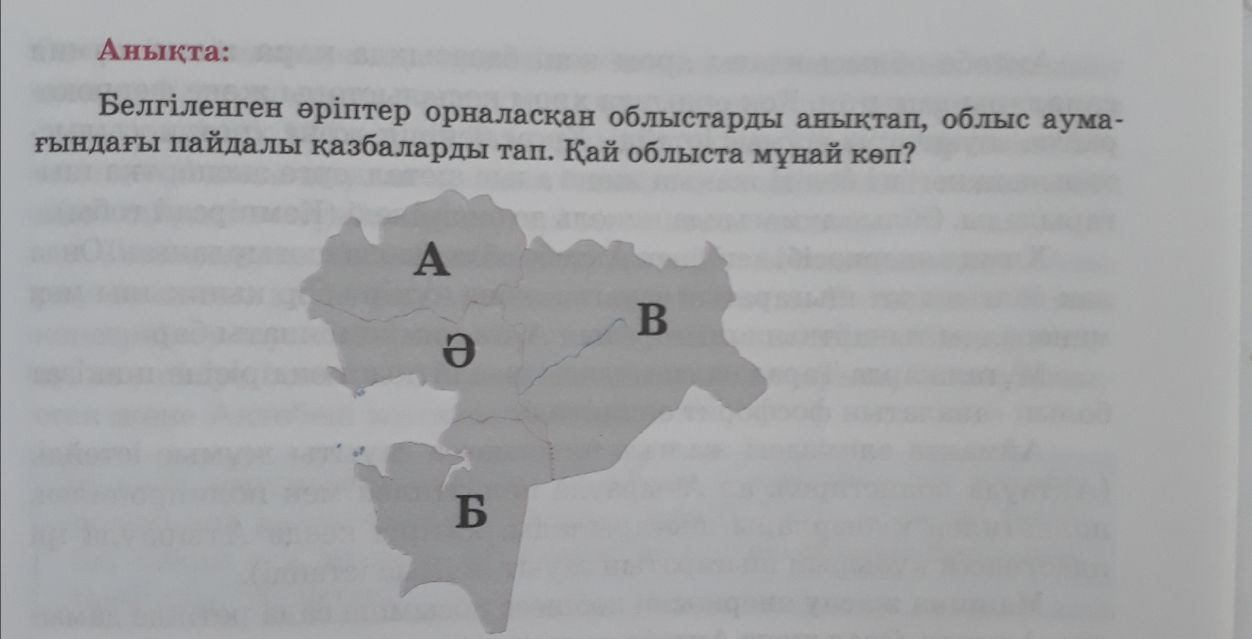 Анықта:
Белгіленген әріптер орналасқан облыстарды анықтап, облыс аума-
ғындағы пайдалы қазбаларды тап. Қай облыста мұнай көп?
А
В
Ә
Б